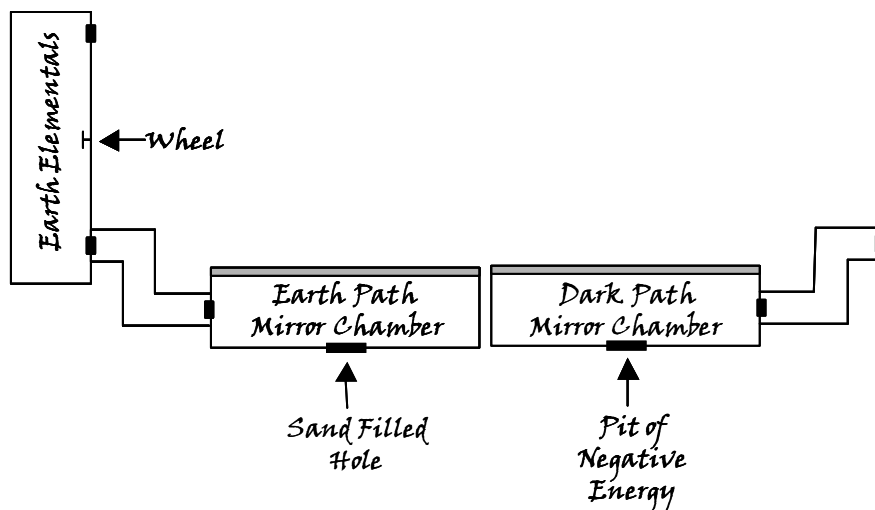 Earth Elementals
Wheel
Earth Path
Mirror Chamber
Dark Path
Mirror Chamber
Sand Filled
Hole
Pit of
Negative
Energy